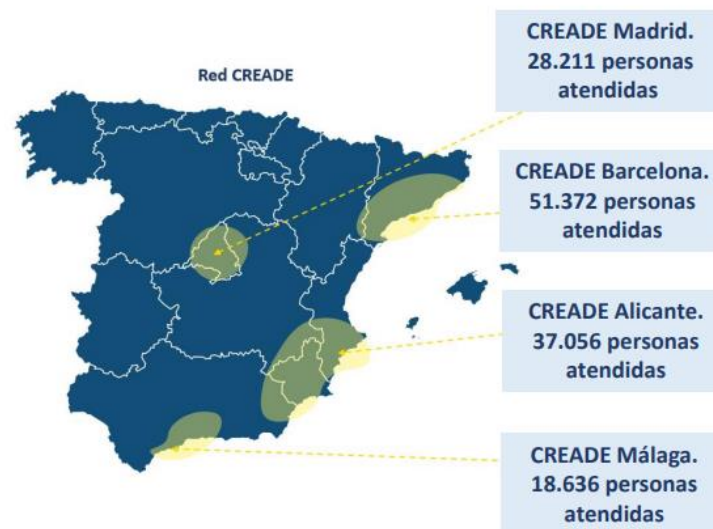 Red CREADE
CREADE Madrid.
28.211 personas
atendidas
CREADE Barcelona.
51.372 personas
atendidas
CREADE Alicante.
37.056 personas
atendidas
CREADE Málaga.
18.636 personas
atendidas